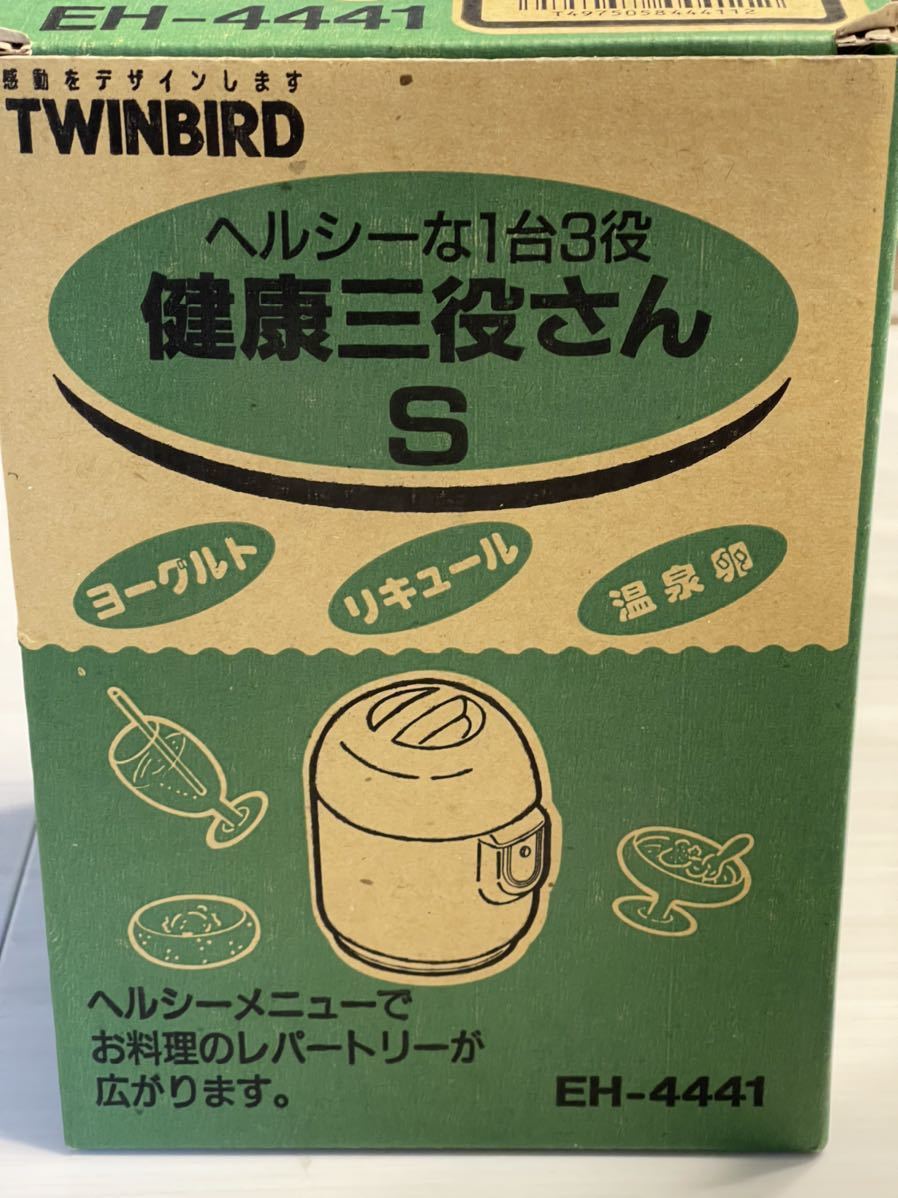 EH-4441
T4975058444112
感動をデザインします
TWINBIRD
ヘルシーな1台3役
健康三役さん
S
ヨーグルト
リキュール
温泉卵
ヘルシーメニューで
お料理のレパートリーが
広がります。
EH-4441